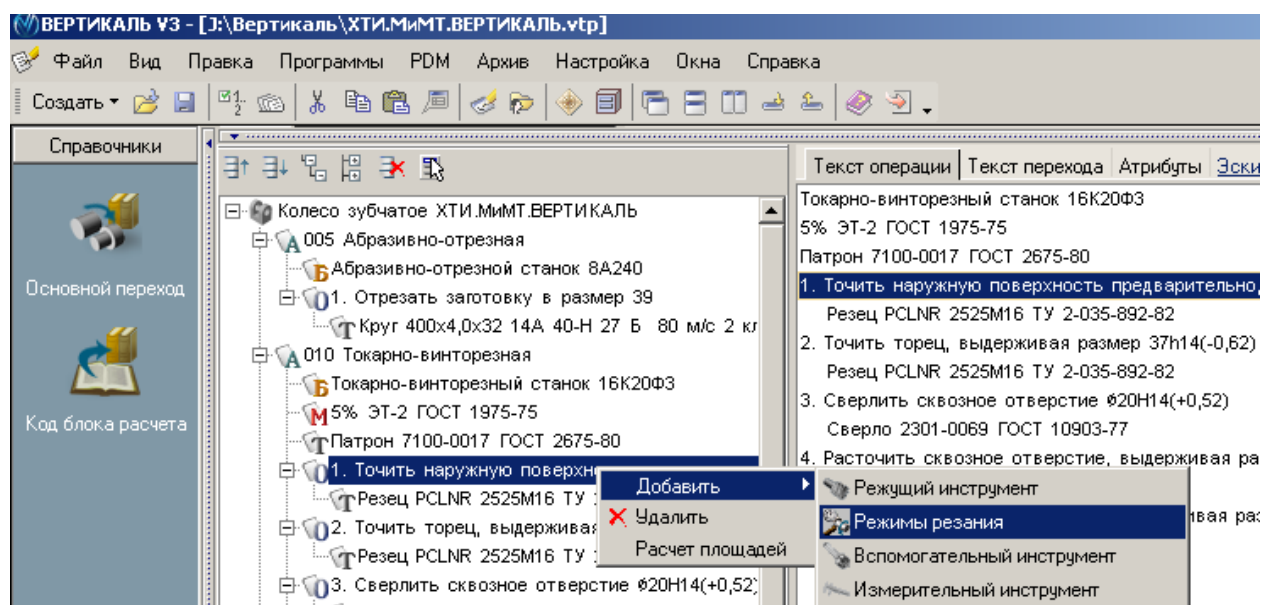 ВЕРТИКАЛЬ V3 - [J:\Вертикаль\ХТИ.МиМТ.ВЕРТИКАЛЬ.vtp]
Файл Вид Правка Программы PDM Архив Настройка Окна Справка
Создать
Справочники
Основной переход
Код блока расчета
Колесо зубчатое ХТИ.МиМТ.ВЕРТИКАЛЬ
А 005 Абразивно-отрезная
Б Абразивно-отрезной станок 8А240
О 1. Отрезать заготовку в размер 39
Т Круг 400x4,0x32 14А 40-Н 27 Б 80 м/с 2 кл
А 010 Токарно-винторезная
Б Токарно-винторезный станок 16К20Ф3
М 5% ЭТ-2 ГОСТ 1975-75
Т Патрон 7100-0017 ГОСТ 2675-80
О 1. Точить наружную поверхн
Т Резец PCLNR 2525M16 ТУ
О 2. Точить торец, выдержива
Т Резец PCLNR 2525M16 ТУ
О 3. Сверлить сквозное отверстие ø20H14(+0,52)
Добавить
Удалить
Расчет площадей
Режущий инструмент
Режимы резания
Вспомогательный инструмент
Измерительный инструмент
Текст операции Текст перехода Атрибуты Эски
Токарно-винторезный станок 16К20Ф3
5% ЭТ-2 ГОСТ 1975-75
Патрон 7100-0017 ГОСТ 2675-80
1. Точить наружную поверхность предварительно,
Резец PCLNR 2525M16 ТУ 2-035-892-82
2. Точить торец, выдерживая размер 37h14(-0,62)
Резец PCLNR 2525M16 ТУ 2-035-892-82
3. Сверлить сквозное отверстие ø20H14(+0,52)
Сверло 2301-0069 ГОСТ 10903-77
4. Расточить сквозное отверстие, выдерживая ра
ивая раз